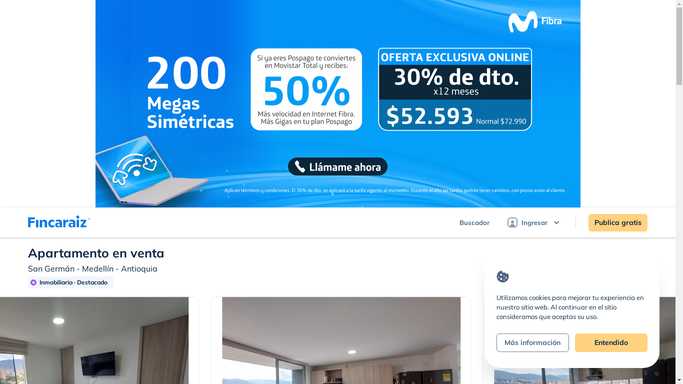 Fibra
200
Megas
Simétricas
Si ya eres Pospago te conviertes
en Movistar Total y recibes:
50%
Más velocidad en Internet Fibra.
Más Gigas en tu plan Pospago
OFERTA EXCLUSIVA ONLINE
30% de dto.
x12 meses
$52.593 Normal $72.990
Llámame ahora
Fincaraiz
Buscador
Ingresar
Publica gratis
Apartamento en venta
San Germán - Medellín - Antioquia
Inmobiliaria · Destacado
Utilizamos cookies para mejorar tu experiencia en
nuestro sitio web. Al continuar en el sitio
consideramos que aceptas su uso.
Más información
Entendido